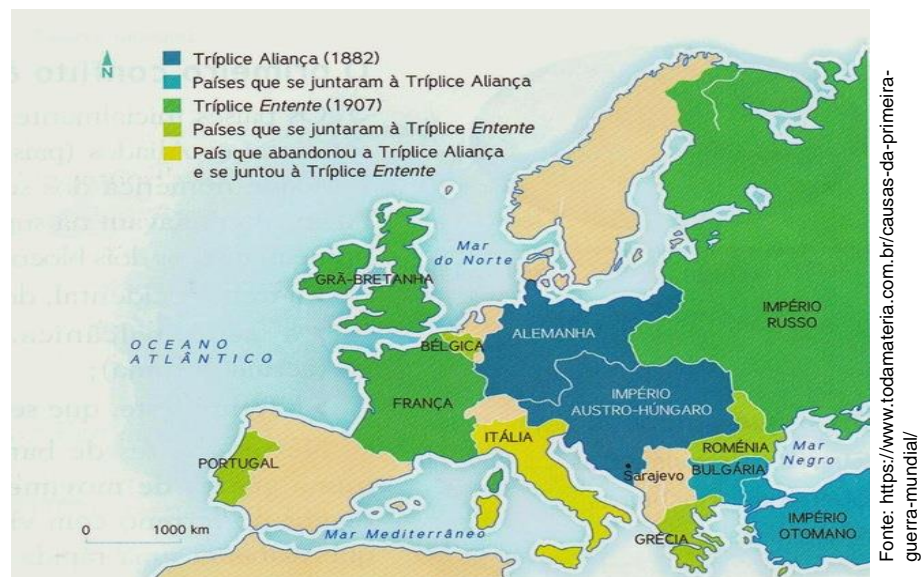 N
Tríplice Aliança (1882)
Países que se juntaram à Tríplice Aliança
Tríplice Entente (1907)
Países que se juntaram à Tríplice Entente
País que abandonou a Tríplice Aliança
e se juntou à Tríplice Entente
Mar
do Norte
GRÃ-BRETANHA
IMPÉRIO
RUSSO
OCEANO
ATLÂNTICO
BÉLGICA
ALEMANHA
FRANÇA
IMPÉRIO
AUSTRO-HÚNGARO
ITÁLIA
PORTUGAL
Sarajevo
ROMÉNIA
BULGÁRIA
Mar
Negro
GRÉCIA
IMPÉRIO
OTOMANO
Mar Mediterrâneo
0 1000 km
Fonte: https://www.todamateria.com.br/causas-da-primeira-
guerra-mundial/